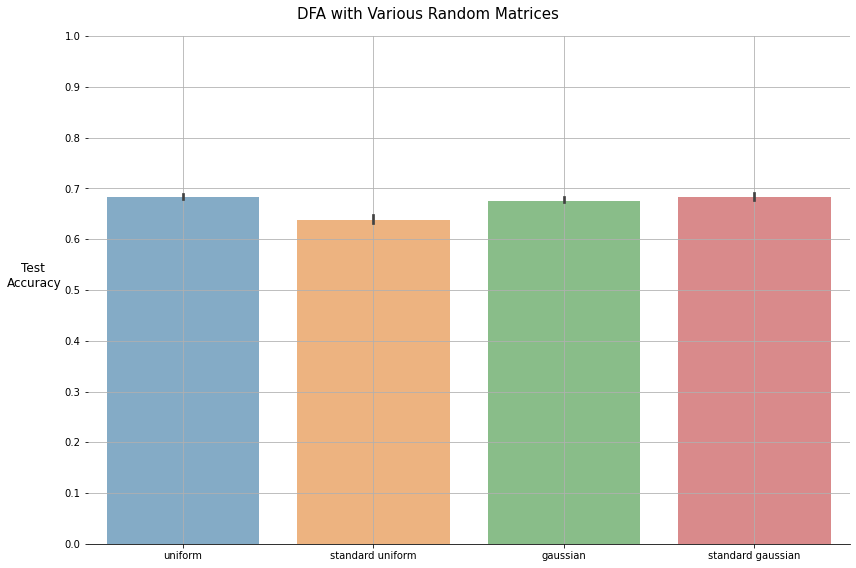 DFA with Various Random Matrices
1.0
0.9
0.8
0.7
0.6
Test
Accuracy
0.5
0.4
0.3
0.2
0.1
0.0
uniform
standard uniform
gaussian
standard gaussian